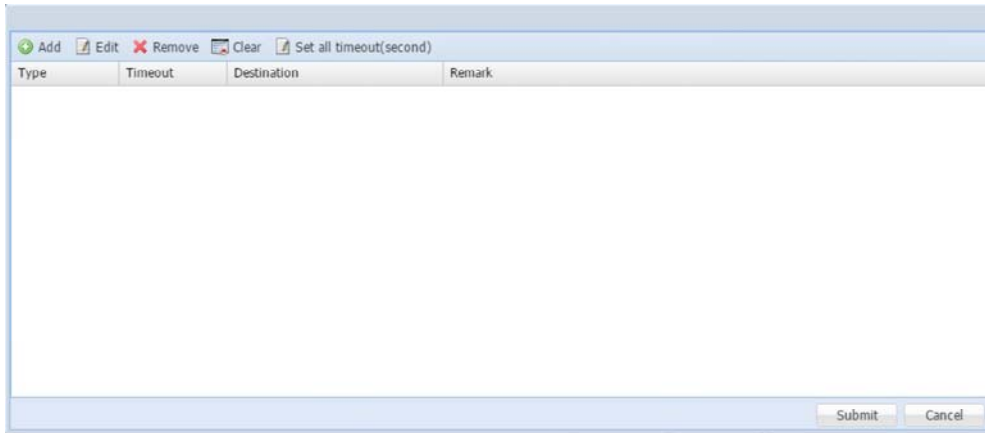 Add Edit Remove Clear Set all timeout(second)
Type Timeout Destination Remark
Submit Cancel